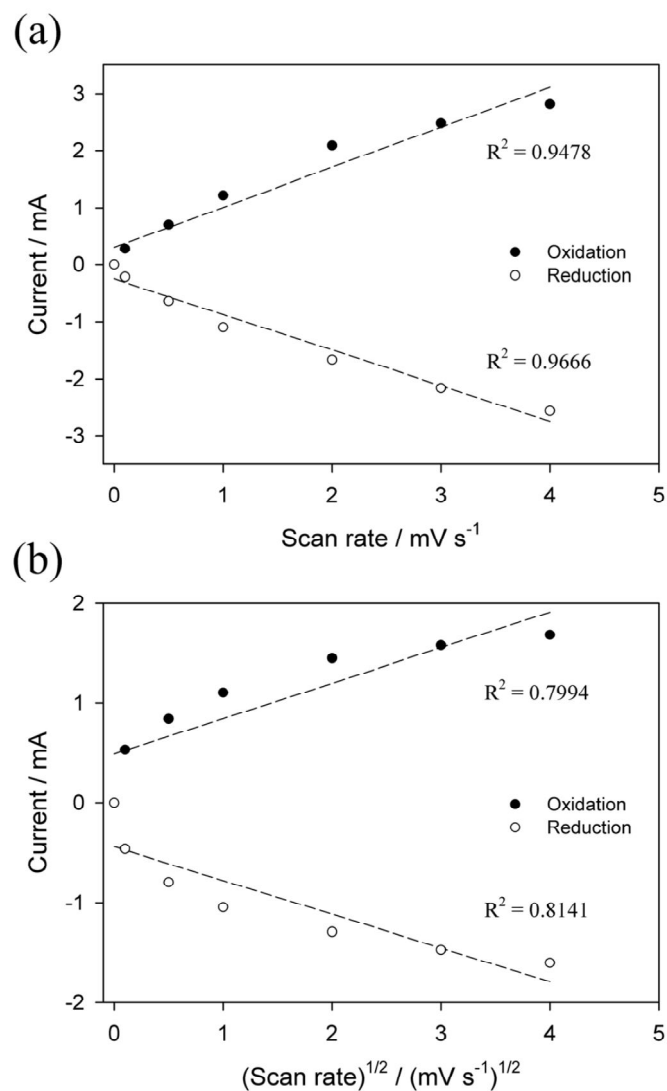 (a)
3
2
1
0
-1
-2
-3
Current / mA
R² = 0.9478
Oxidation
Reduction
R² = 0.9666
0 1 2 3 4 5
Scan rate / mV s⁻¹
(b)
2
1
0
-1
-2
Current / mA
R² = 0.7994
Oxidation
Reduction
R² = 0.8141
0 1 2 3 4 5
(Scan rate)¹/² / (mV s⁻¹)¹/²